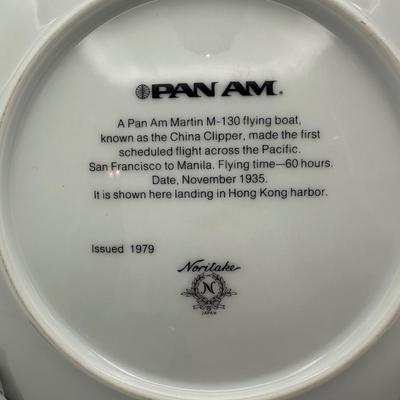 PAN AM.
A Pan Am Martin M-130 flying boat,
known as the China Clipper, made the first
scheduled flight across the Pacific.
San Francisco to Manila. Flying time—60 hours.
Date, November 1935.
It is shown here landing in Hong Kong harbor.
Issued 1979
Noritake
N
JAPAN